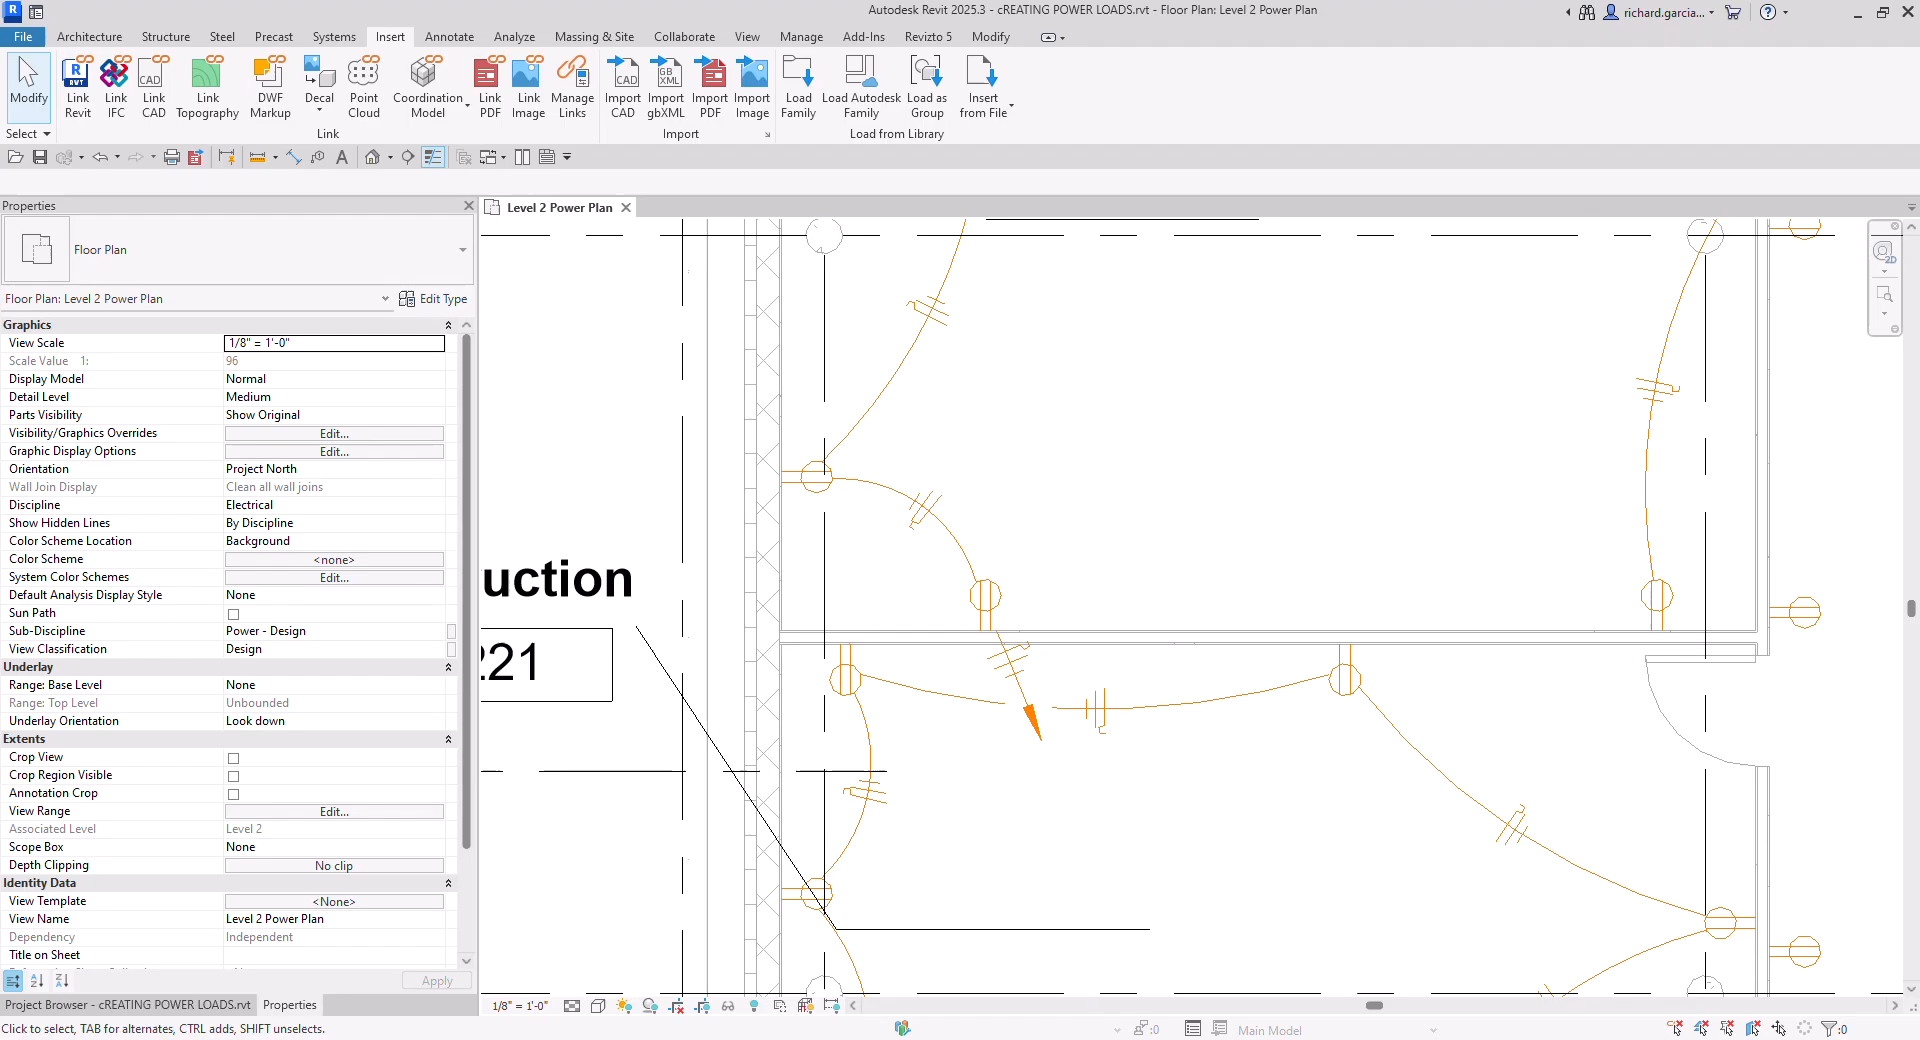 Autodesk Revit 2025.3 - cREATING POWER LOADS.rvt - Floor Plan: Level 2 Power Plan
richard.garcia...
File Architecture Structure Steel Precast Systems Insert Annotate Analyze Massing & Site Collaborate View Manage Add-Ins Revizto 5 Modify
Modify
Link Revit
Link IFC
Link CAD
Link Topography
DWF Markup
Decal
Point Cloud
Coordination Model
Link PDF
Link Image
Manage Links
Import CAD
Import gbXML
Import PDF
Import Image
Load Family
Load Autodesk Family
Load as Group
Insert from File
Select
Link
Import
Load from Library
Properties
Level 2 Power Plan
Floor Plan
Floor Plan: Level 2 Power Plan Edit Type
Graphics
View Scale 1/8" = 1'-0"
Scale Value 1: 96
Display Model Normal
Detail Level Medium
Parts Visibility Show Original
Visibility/Graphics Overrides Edit...
Graphic Display Options Edit...
Orientation Project North
Wall Join Display Clean all wall joins
Discipline Electrical
Show Hidden Lines By Discipline
Color Scheme Location Background
Color Scheme <none>
System Color Schemes Edit...
Default Analysis Display Style None
Sun Path
Sub-Discipline Power - Design
View Classification Design
Underlay
Range: Base Level None
Range: Top Level Unbounded
Underlay Orientation Look down
Extents
Crop View
Crop Region Visible
Annotation Crop
View Range Edit...
Associated Level Level 2
Scope Box None
Depth Clipping No clip
Identity Data
View Template <None>
View Name Level 2 Power Plan
Dependency Independent
Title on Sheet
Apply
Project Browser - cREATING POWER LOADS.rvt Properties
uction
221
2D
1/8" = 1'-0"
Click to select, TAB for alternates, CTRL adds, SHIFT unselects.
:0
Main Model
:0